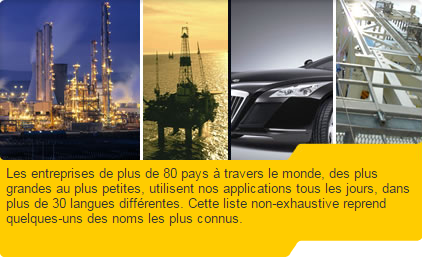 Les entreprises de plus de 80 pays à travers le monde, des plus
grandes au plus petites, utilisent nos applications tous les jours, dans
plus de 30 langues différentes. Cette liste non-exhaustive reprend
quelques-uns des noms les plus connus.